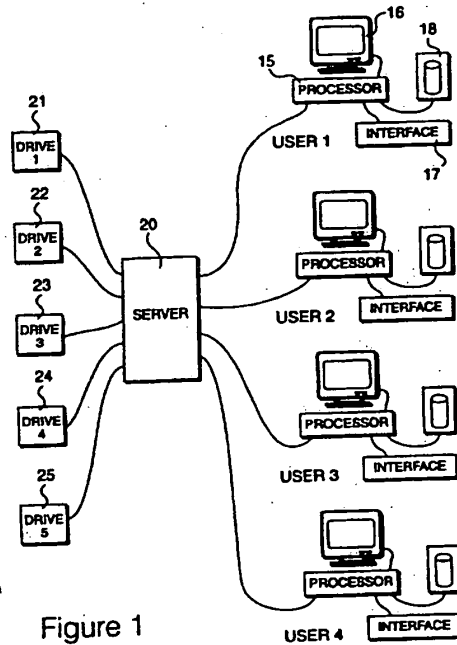 16
18
15
PROCESSOR
USER 1
INTERFACE
17
21
DRIVE
1
22
DRIVE
2
20
SERVER
PROCESSOR
USER 2
INTERFACE
23
DRIVE
3
24
DRIVE
4
PROCESSOR
USER 3
INTERFACE
25
DRIVE
5
PROCESSOR
USER 4
INTERFACE
Figure 1